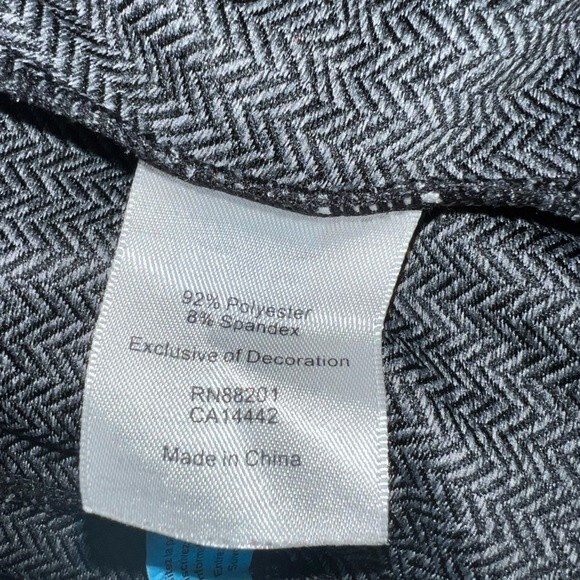 92% Polyester
8% Spandex
Exclusive of Decoration
RN88201
CA14442
Made in China